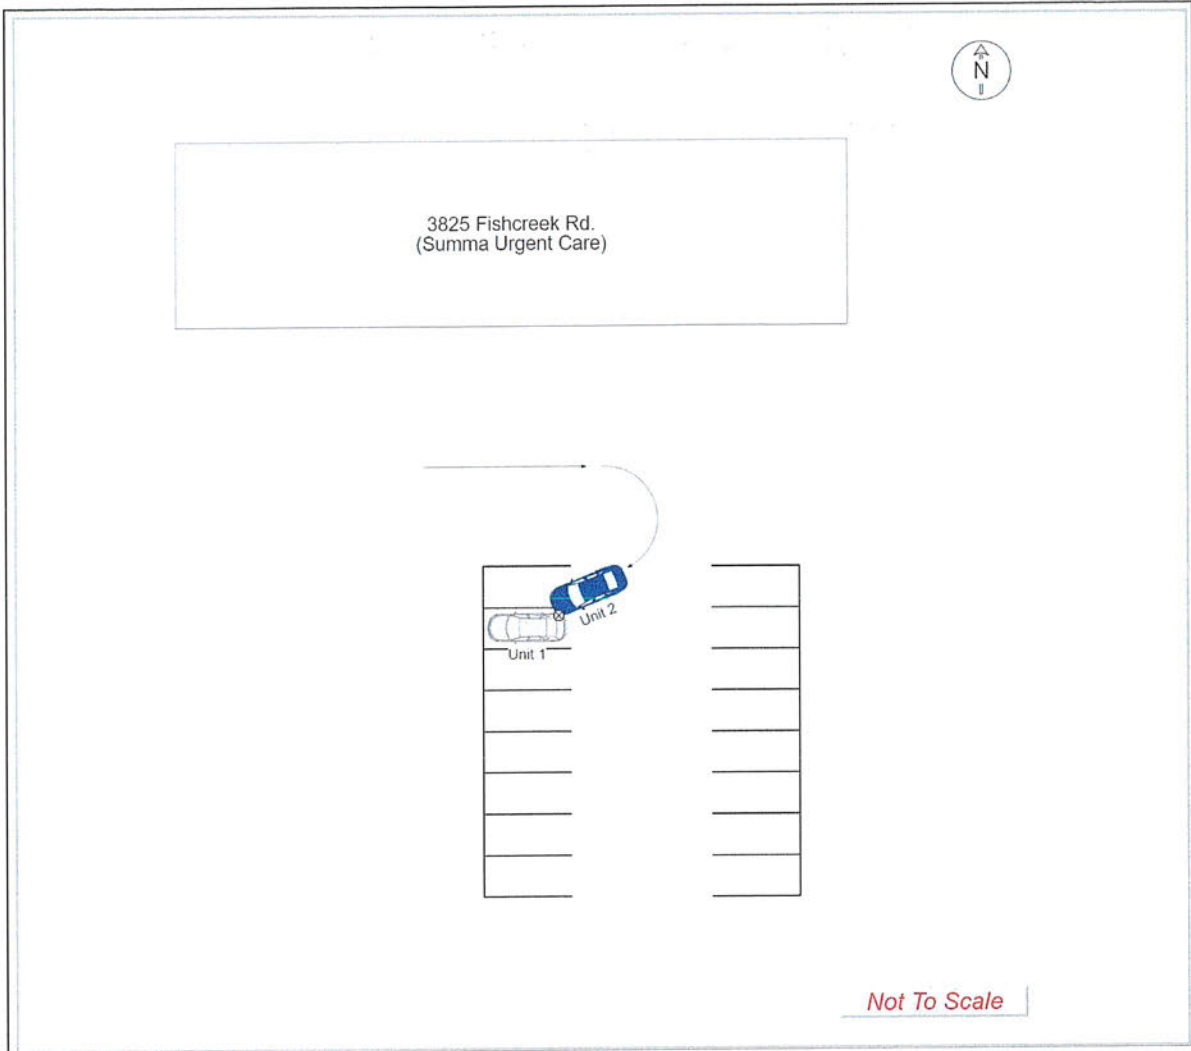 N
3825 Fishcreek Rd.
(Summa Urgent Care)
Unit 2
Unit 1
Not To Scale